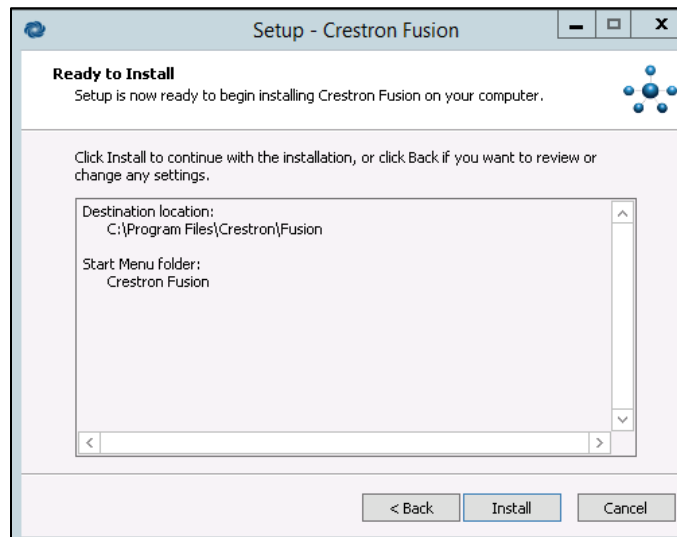 Setup - Crestron Fusion
Ready to Install
Setup is now ready to begin installing Crestron Fusion on your computer.
Click Install to continue with the installation, or click Back if you want to review or
change any settings.
Destination location:
C:\Program Files\Crestron\Fusion
Start Menu folder:
Crestron Fusion
< Back
Install
Cancel